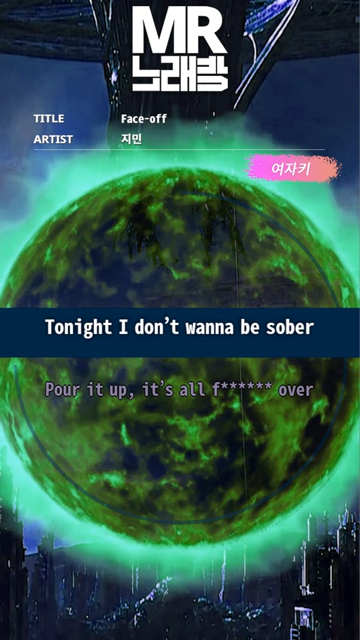 MR
노래방
TITLE Face-off
ARTIST 지민
여자키
Tonight I don’t wanna be sober
Pour it up, it’s all f****** over